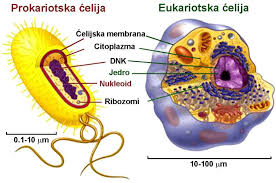 Prokariotska ćelija
Eukariotska ćelija
Ćelijska membrana
Citoplazma
DNK
Jedro
Nukleoid
Ribozomi
0.1-10 µm
10-100 µm